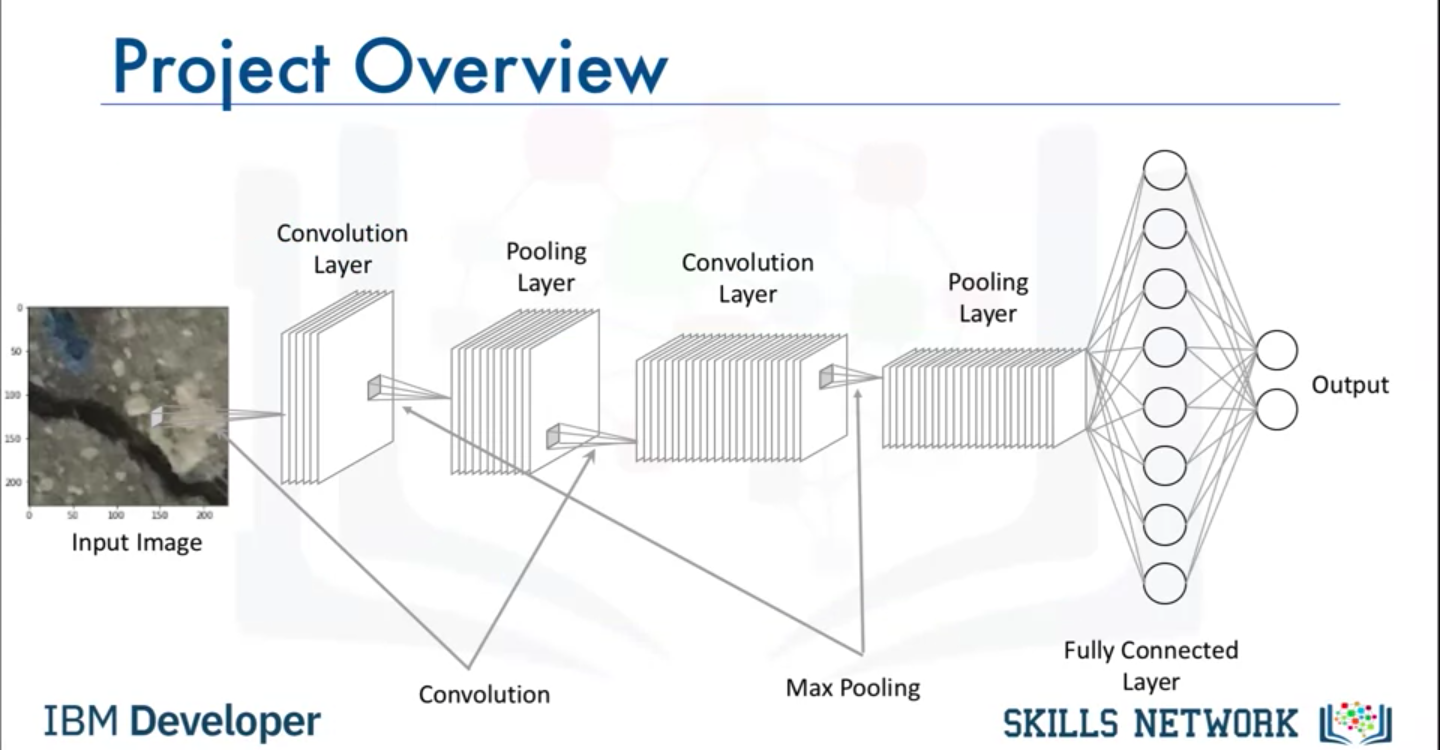 Project Overview
Convolution
Layer
Pooling
Layer
Convolution
Layer
Pooling
Layer
0
50
100
150
200
0 50 100 150 200
Input Image
Output
Convolution
Max Pooling
Fully Connected
Layer
IBM Developer
SKILLS NETWORK